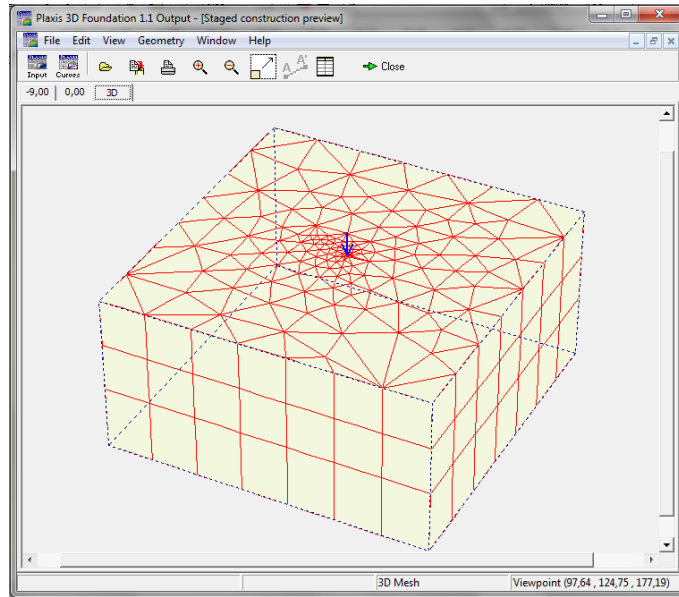 Plaxis 3D Foundation 1.1 Output - [Staged construction preview]
File Edit View Geometry Window Help
Input Curves Close
-9,00 0,00 3D
3D Mesh Viewpoint (97,64 , 124,75 , 177,19)